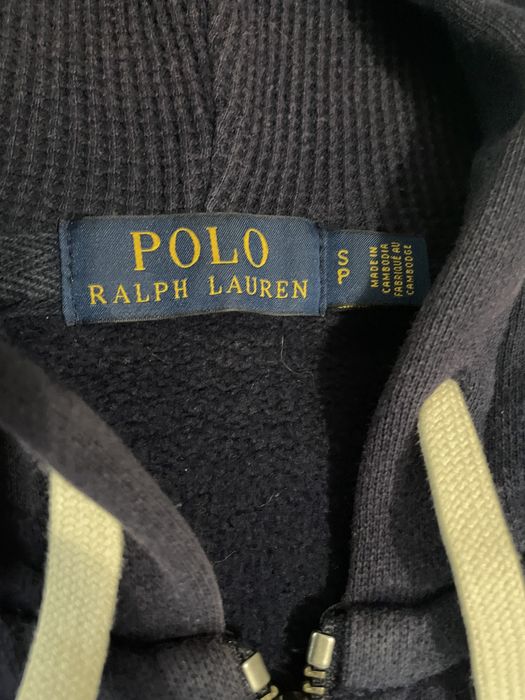 POLO
RALPH LAUREN
S
P
MADE IN
CAMBODIA
FABRIQUÉ AU
CAMBODGE